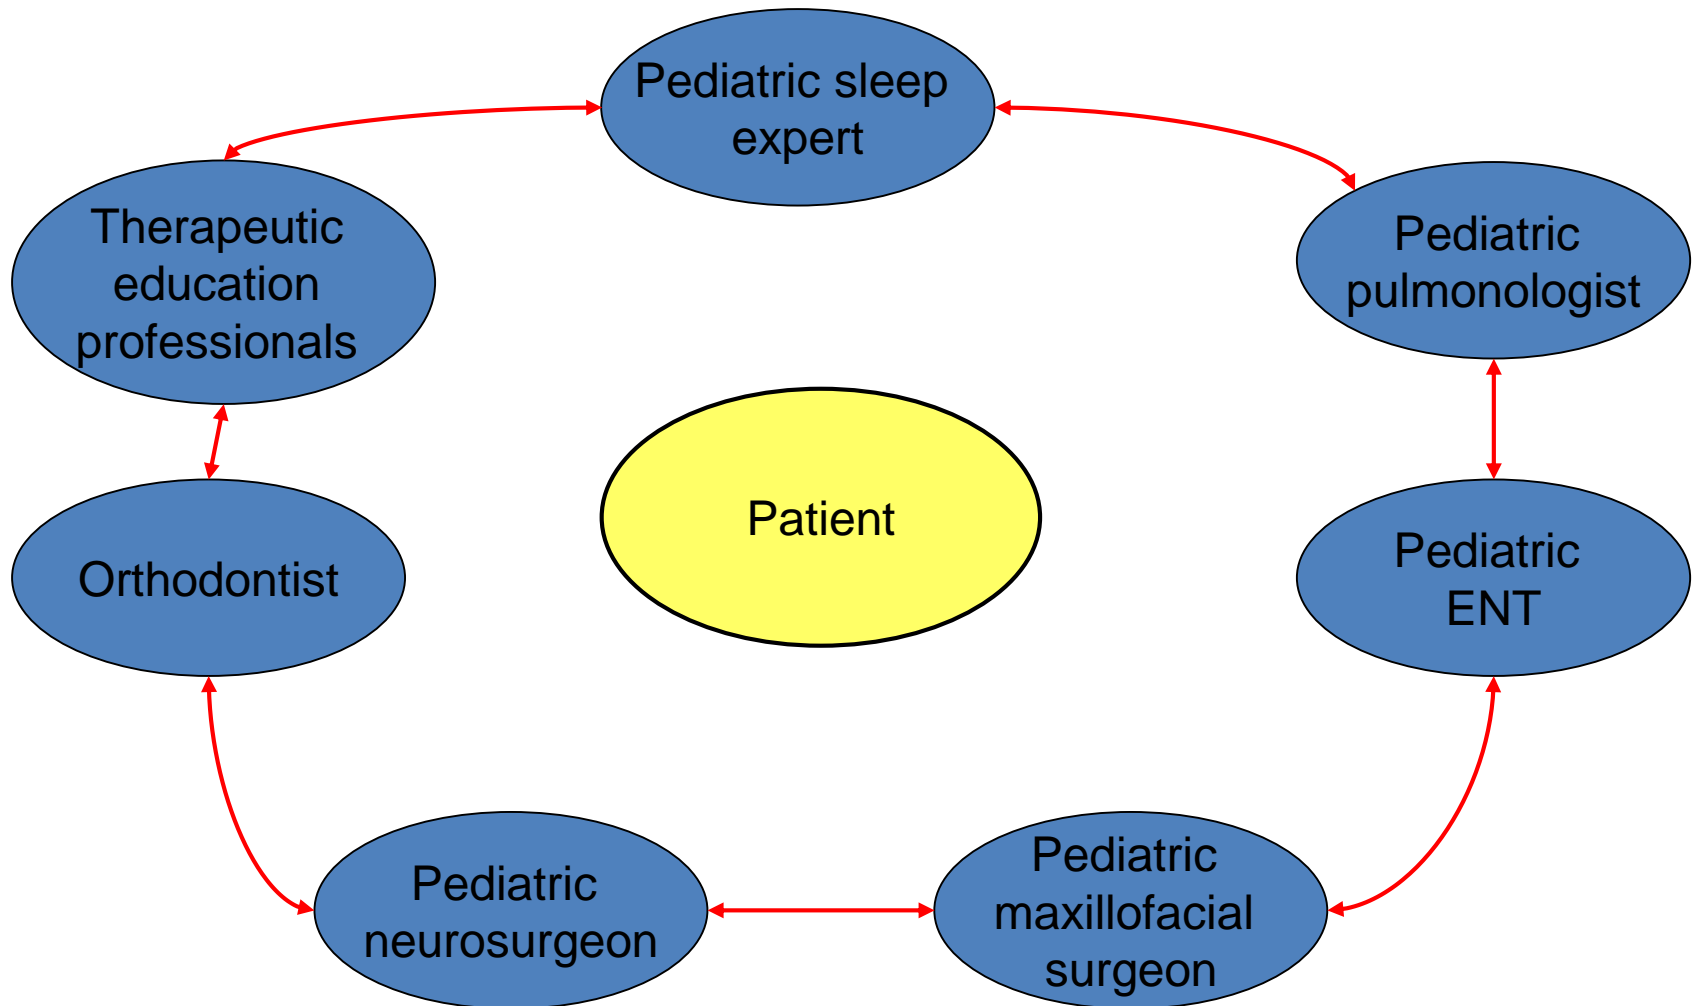 Pediatric sleep
expert
Therapeutic
education
professionals
Pediatric
pulmonologist
Patient
Orthodontist
Pediatric
ENT
Pediatric
neurosurgeon
Pediatric
maxillofacial
surgeon